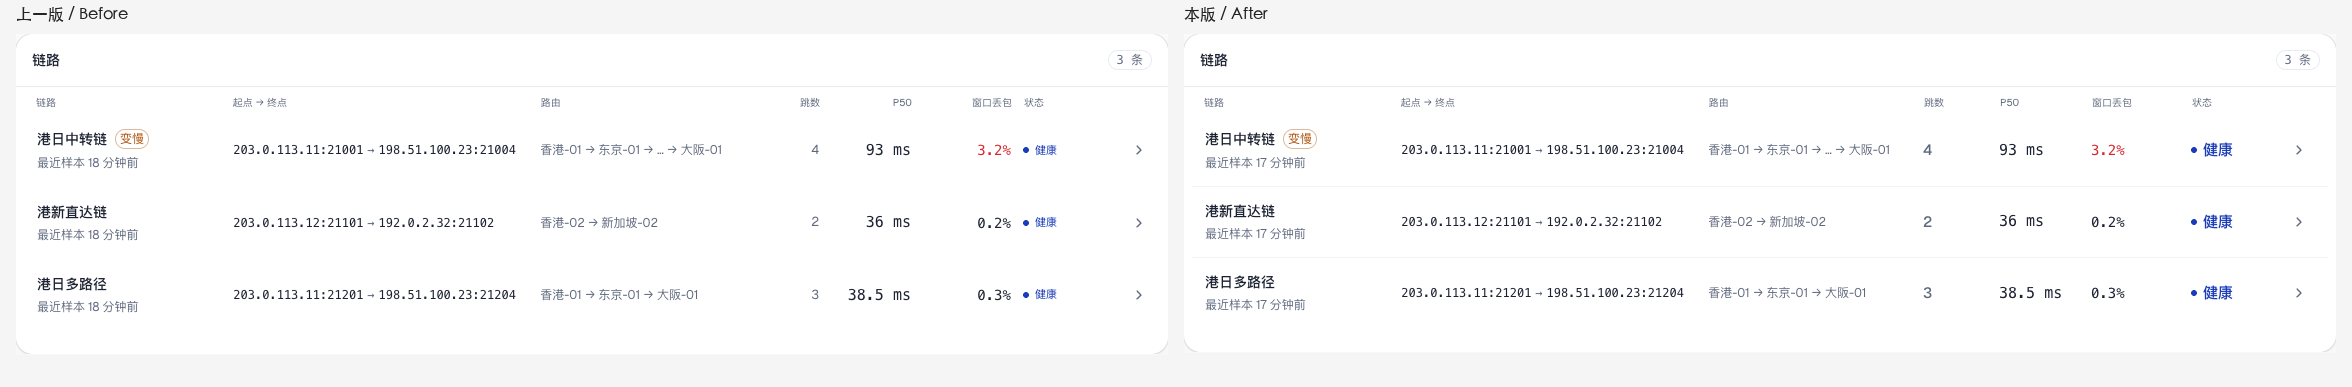 上一版 / Before
链路
3 条
链路 起点 → 终点 路由 跳数 P50 窗口丢包 状态
港日中转链 变慢
最近样本 18 分钟前
203.0.113.11:21001 → 198.51.100.23:21004 香港-01 → 东京-01 → … → 大阪-01 4 93 ms 3.2% 健康
港新直达链
最近样本 18 分钟前
203.0.113.12:21101 → 192.0.2.32:21102 香港-02 → 新加坡-02 2 36 ms 0.2% 健康
港日多路径
最近样本 18 分钟前
203.0.113.11:21201 → 198.51.100.23:21204 香港-01 → 东京-01 → 大阪-01 3 38.5 ms 0.3% 健康
本版 / After
链路
3 条
链路 起点 → 终点 路由 跳数 P50 窗口丢包 状态
港日中转链 变慢
最近样本 17 分钟前
203.0.113.11:21001 → 198.51.100.23:21004 香港-01 → 东京-01 → … → 大阪-01 4 93 ms 3.2% 健康
港新直达链
最近样本 17 分钟前
203.0.113.12:21101 → 192.0.2.32:21102 香港-02 → 新加坡-02 2 36 ms 0.2% 健康
港日多路径
最近样本 17 分钟前
203.0.113.11:21201 → 198.51.100.23:21204 香港-01 → 东京-01 → 大阪-01 3 38.5 ms 0.3% 健康